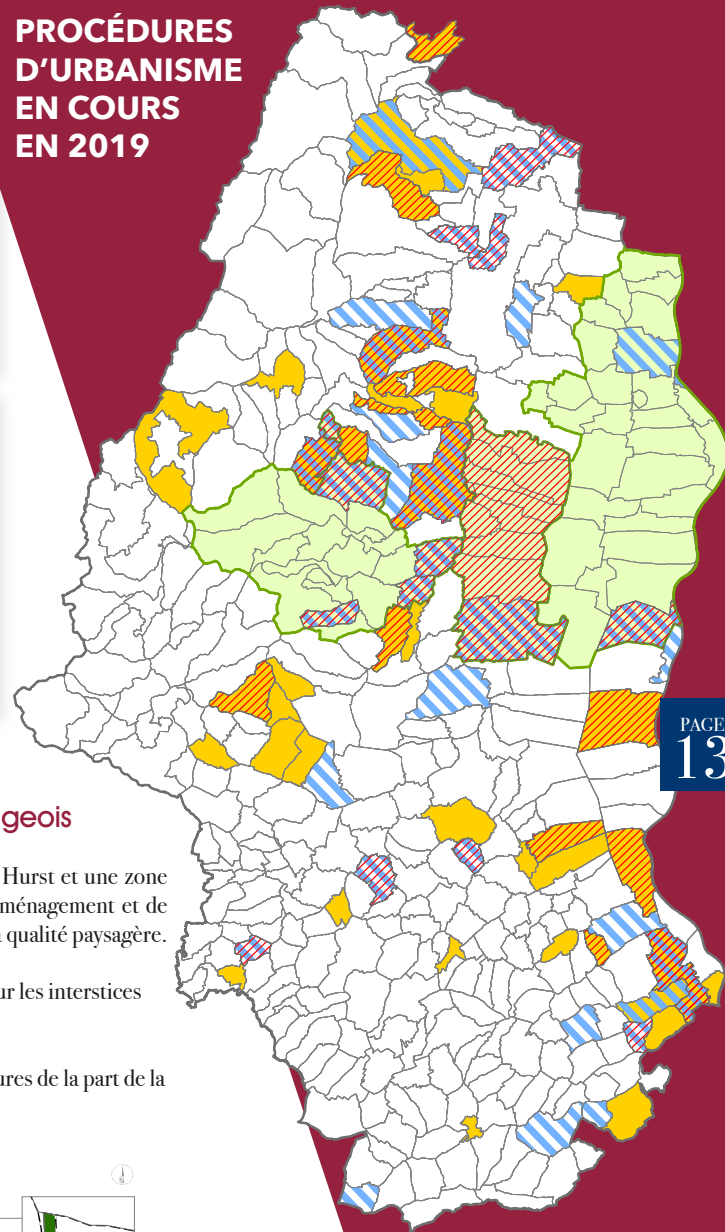 PROCÉDURES
D'URBANISME
EN COURS
EN 2019
PAGE
13
geois
Hurst et une zone
ménagement et de
qualité paysagère.
ur les interstices
ures de la part de la
N